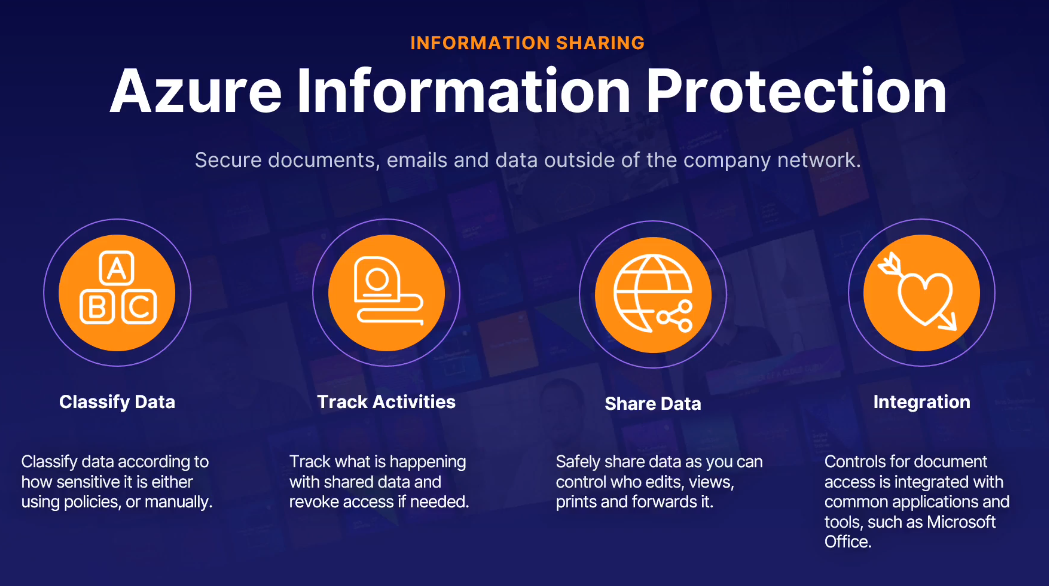 INFORMATION SHARING
Azure Information Protection
Secure documents, emails and data outside of the company network.
A
B C
Classify Data
Classify data according to
how sensitive it is either
using policies, or manually.
Track Activities
Track what is happening
with shared data and
revoke access if needed.
Share Data
Safely share data as you can
control who edits, views,
prints and forwards it.
Integration
Controls for document
access is integrated with
common applications and
tools, such as Microsoft
Office.